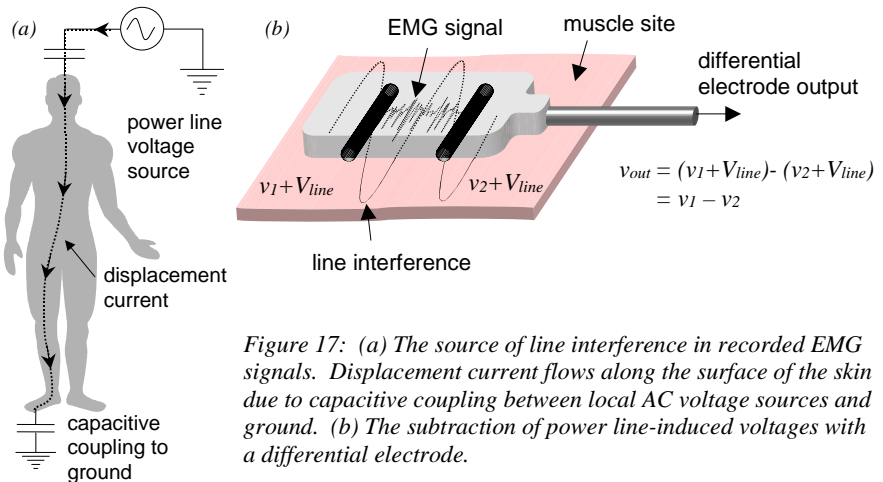 (a)
power line
voltage
source
displacement
current
capacitive
coupling to
ground
(b)
EMG signal
muscle site
differential
electrode output
v1+Vline
v2+Vline
line interference
vout = (v1+Vline)- (v2+Vline)
= v1 – v2
Figure 17: (a) The source of line interference in recorded EMG
signals. Displacement current flows along the surface of the skin
due to capacitive coupling between local AC voltage sources and
ground. (b) The subtraction of power line-induced voltages with
a differential electrode.